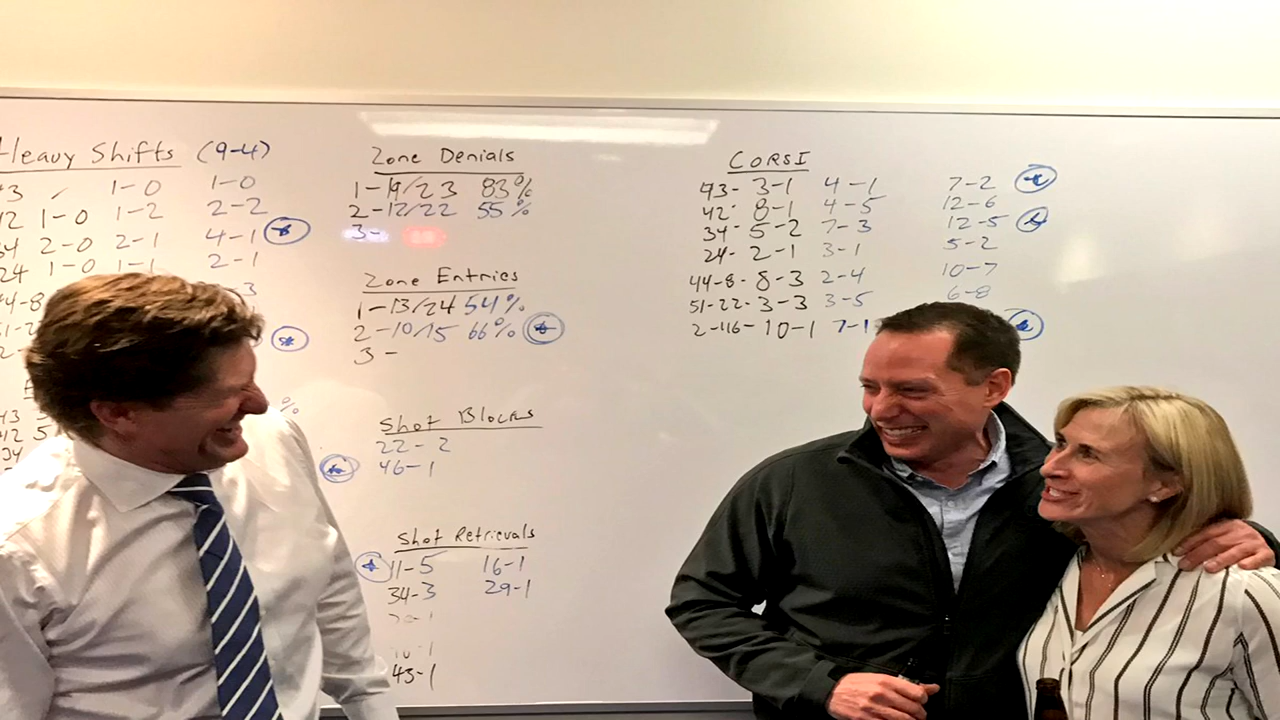 Heavy Shifts (9-4)
1-0 1-0
1-0 1-2 2-2
34 2-0 2-1 4-1
24 1-0 1-1 2-1
44-8
Zone Denials
1-19/23 83%
2-12/22 55%
3-
Zone Entries
1-13/24 54%
2-10/15 66%
3-
Shot Blocks
22-2
46-1
Shot Retrievals
11-5 16-1
34-3 29-1
43-1
CORSI
43- 3-1 4-1 7-2
42- 8-1 4-5 12-6
34- 5-2 7-3 12-5
24- 2-1 3-1 5-2
44-8- 8-3 2-4 10-7
51-22- 3-3 3-5 6-8
2-46- 10-1 7-1